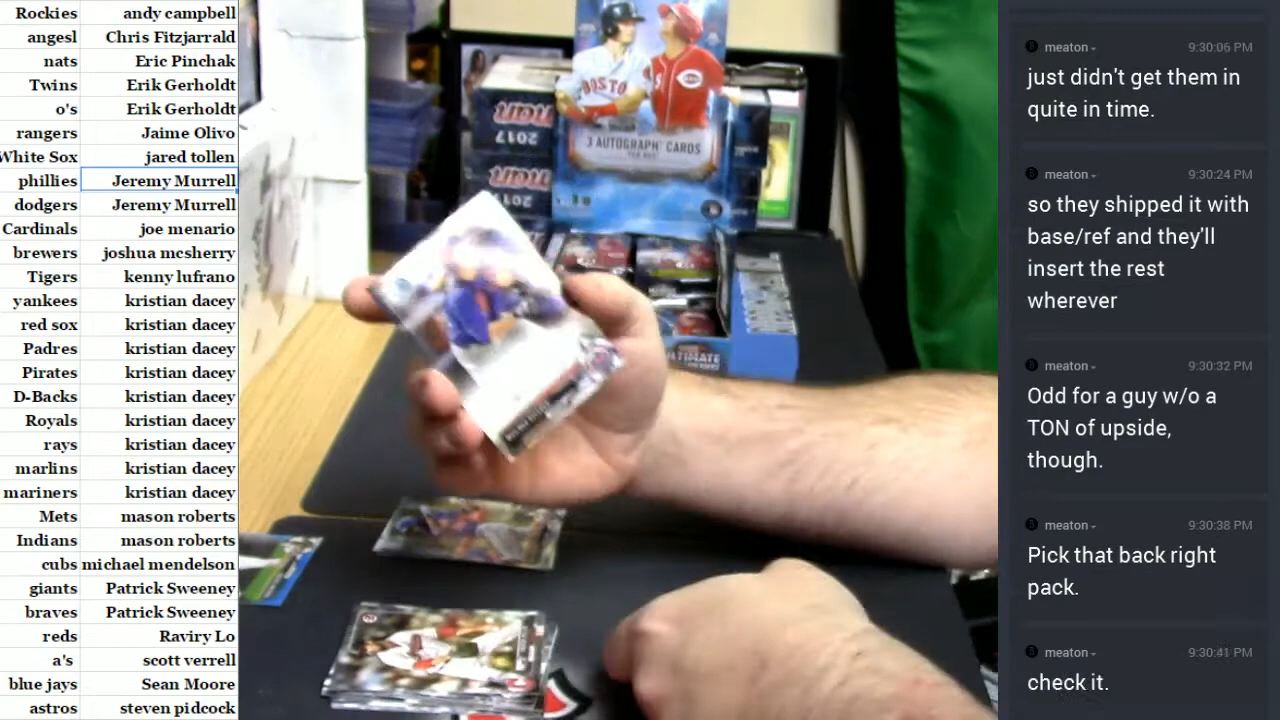 Rockies andy campbell
angesl Chris Fitzjarrald
nats Eric Pinchak
Twins Erik Gerholdt
o's Erik Gerholdt
rangers Jaime Olivo
White Sox jared tollen
phillies Jeremy Murrell
dodgers Jeremy Murrell
Cardinals joe menario
brewers joshua mcsherry
Tigers kenny lufrano
yankees kristian dacey
red sox kristian dacey
Padres kristian dacey
Pirates kristian dacey
D-Backs kristian dacey
Royals kristian dacey
rays kristian dacey
marlins kristian dacey
mariners kristian dacey
Mets mason roberts
Indians mason roberts
cubs michael mendelson
giants Patrick Sweeney
braves Patrick Sweeney
reds Raviry Lo
a's scott verrell
blue jays Sean Moore
astros steven pidcock
BOSTON
3 AUTOGRAPH CARDS
PER BOX
2017
ULTIMATE
meaton 9:30:06 PM
just didn't get them in
quite in time.
meaton 9:30:24 PM
so they shipped it with
base/ref and they'll
insert the rest
wherever
meaton 9:30:32 PM
Odd for a guy w/o a
TON of upside,
though.
meaton 9:30:38 PM
Pick that back right
pack.
meaton 9:30:41 PM
check it.